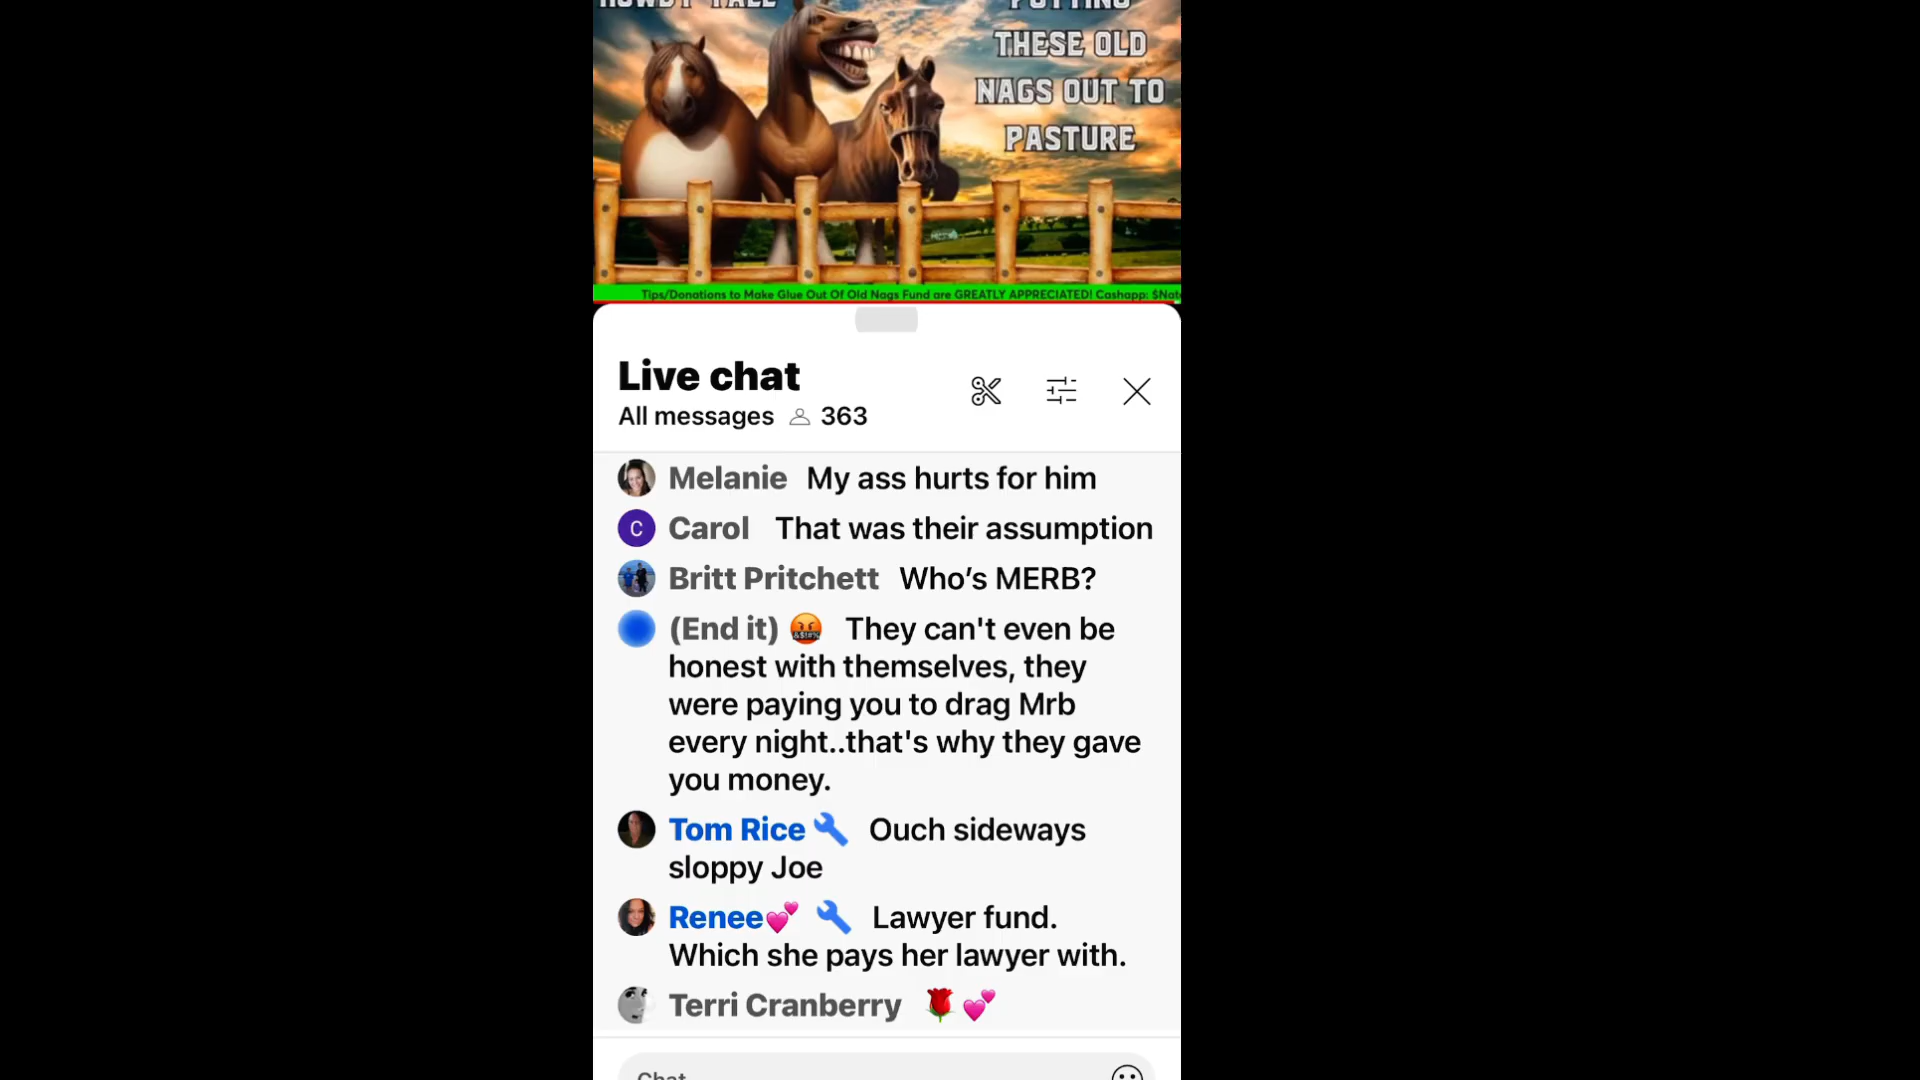 HOWDY YALL
PUTTING
THESE OLD
NAGS OUT TO
PASTURE
Tips/Donations to Make Glue Out Of Old Nags Fund are GREATLY APPRECIATED! Cashapp: $Nat
Live chat
All messages 363
Melanie My ass hurts for him
C Carol That was their assumption
Britt Pritchett Who's MERB?
(End it) 🤬 They can't even be
honest with themselves, they
were paying you to drag Mrb
every night..that's why they gave
you money.
Tom Rice 🔧 Ouch sideways
sloppy Joe
Renee💕 🔧 Lawyer fund.
Which she pays her lawyer with.
Terri Cranberry 🌹💕
Chat